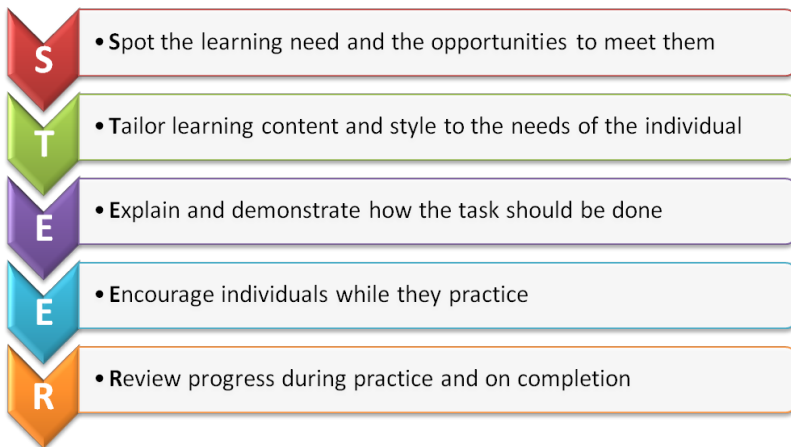 S
• Spot the learning need and the opportunities to meet them
T
• Tailor learning content and style to the needs of the individual
E
• Explain and demonstrate how the task should be done
E
• Encourage individuals while they practice
R
• Review progress during practice and on completion